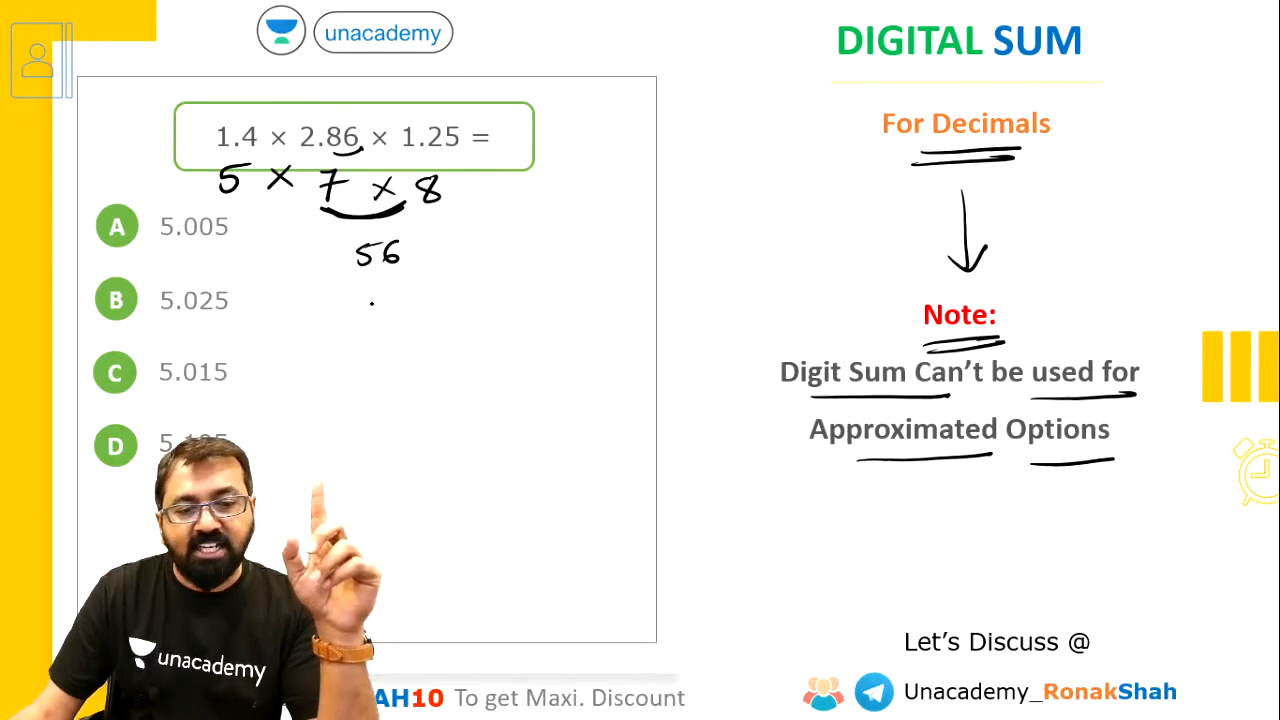 unacademy
DIGITAL SUM
1.4 × 2.86 × 1.25 =
For Decimals
5 × 7 × 8
A 5.005
56
B 5.025
Note:
C 5.015
Digit Sum Can't be used for
Approximated Options
D
unacademy
Let's Discuss @
AH10 To get Maxi. Discount
Unacademy_RonakShah